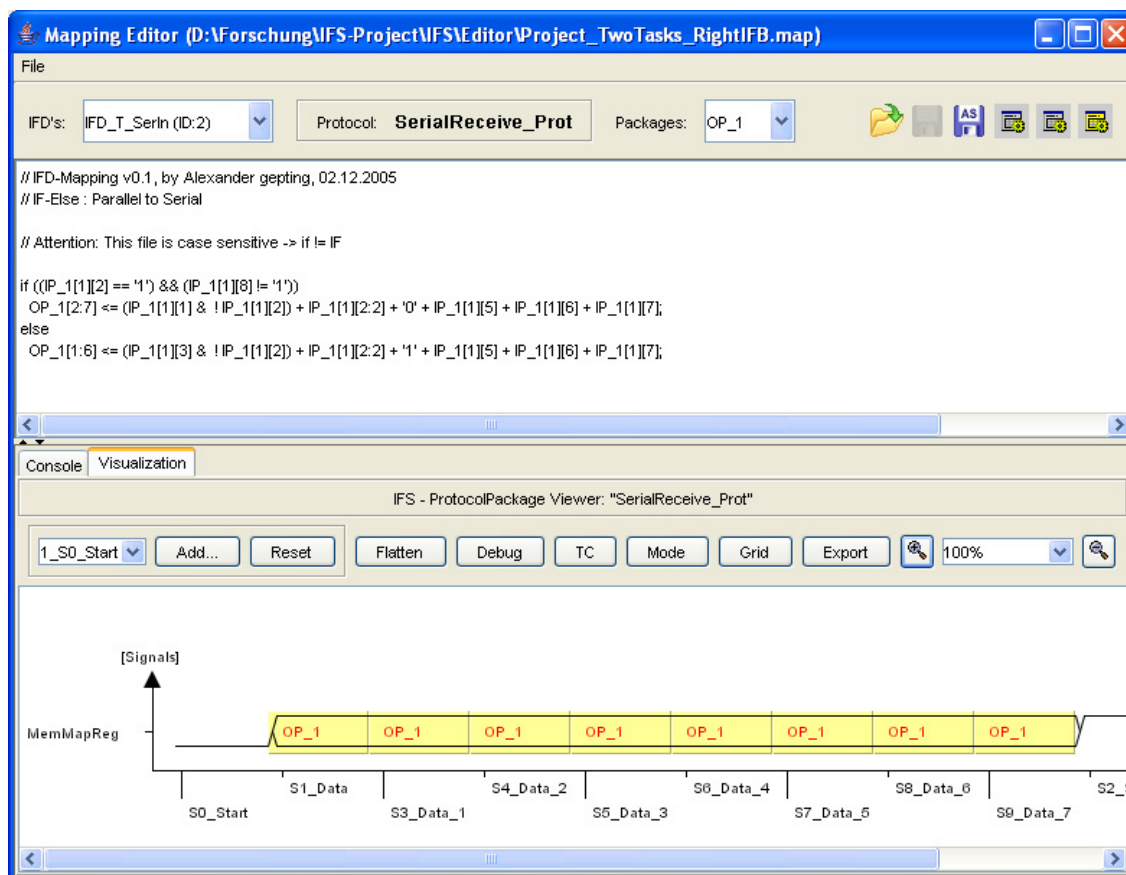 Mapping Editor (D:\Forschung\IFS-Project\IFS\Editor\Project_TwoTasks_RightIFB.map)
File
IFD's: IFD_T_SerIn (ID:2) Protocol: SerialReceive_Prot Packages: OP_1 AS
// IFD-Mapping v0.1, by Alexander gepting, 02.12.2005
// IF-Else : Parallel to Serial
// Attention: This file is case sensitive -> if != IF
if ((IP_1[1][2] == '1') && (IP_1[1][8] != '1'))
OP_1[2:7] <= (IP_1[1][1] & ! IP_1[1][2]) + IP_1[1][2:2] + '0' + IP_1[1][5] + IP_1[1][6] + IP_1[1][7];
else
OP_1[1:6] <= (IP_1[1][3] & ! IP_1[1][2]) + IP_1[1][2:2] + '1' + IP_1[1][5] + IP_1[1][6] + IP_1[1][7];
Console Visualization
IFS - ProtocolPackage Viewer: "SerialReceive_Prot"
1_S0_Start Add... Reset Flatten Debug TC Mode Grid Export 100%
[Signals]
MemMapReg OP_1 OP_1 OP_1 OP_1 OP_1 OP_1 OP_1 OP_1
S1_Data S4_Data_2 S6_Data_4 S8_Data_6 S2_
S0_Start S3_Data_1 S5_Data_3 S7_Data_5 S9_Data_7